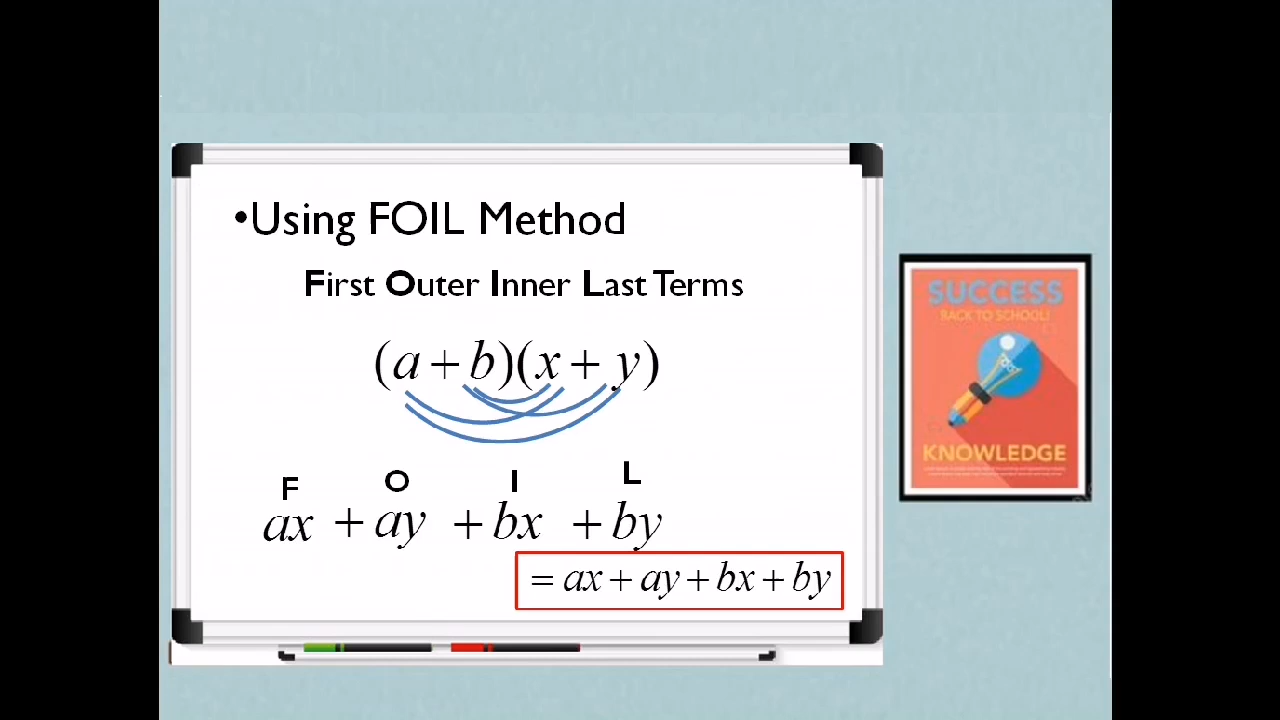 •Using FOIL Method
First Outer Inner Last Terms
(a + b)(x + y)
F O I L
ax + ay + bx + by
= ax + ay + bx + by
SUCCESS
BACK TO SCHOOL!
KNOWLEDGE